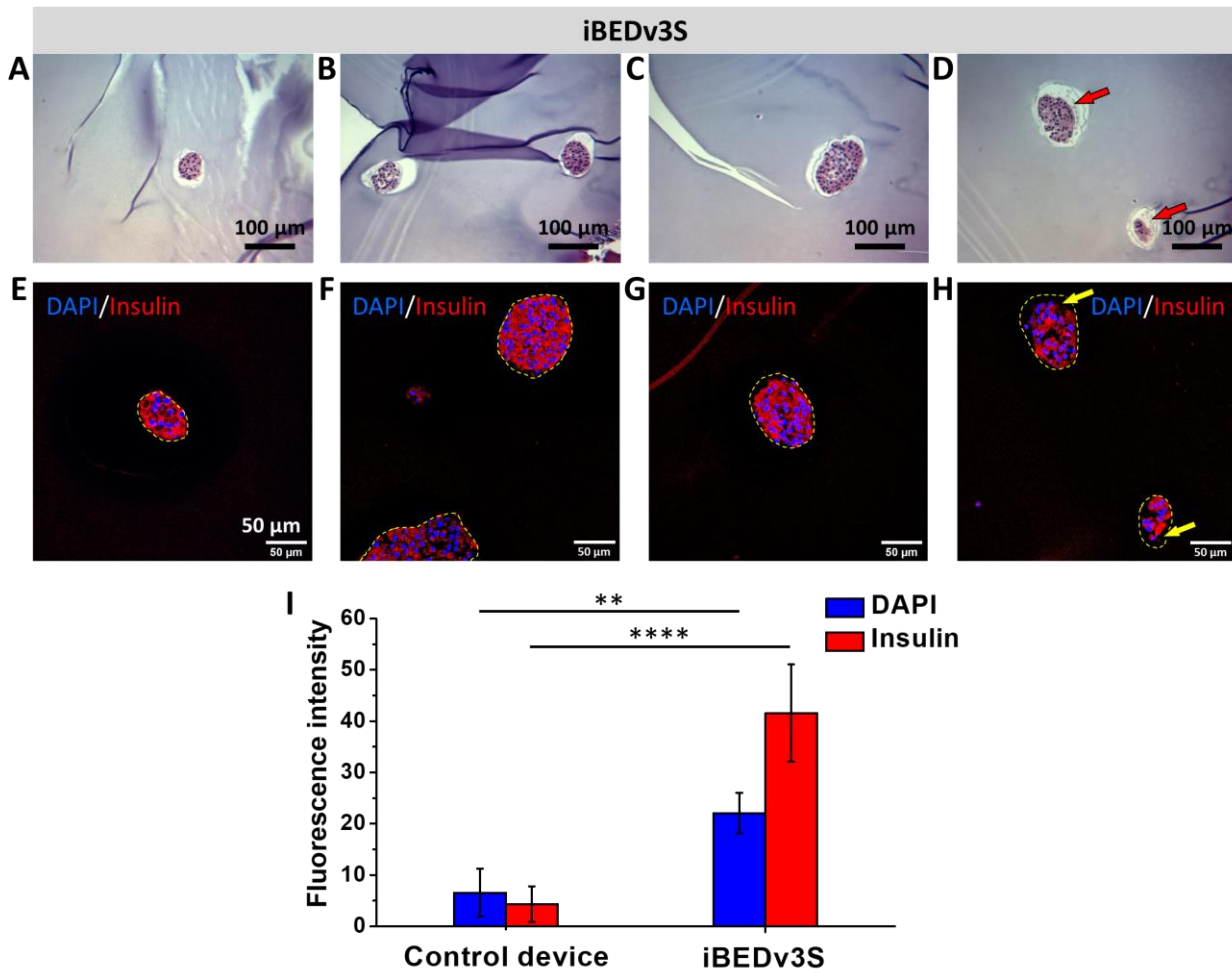 iBEDv3S
A B C D
100 µm 100 µm 100 µm 100 µm
E F G H
DAPI/Insulin DAPI/Insulin DAPI/Insulin DAPI/Insulin
50 µm
50 µm 50 µm 50 µm 50 µm
I
** DAPI
**** Insulin
Fluorescence intensity
60
50
40
30
20
10
0
Control device iBEDv3S